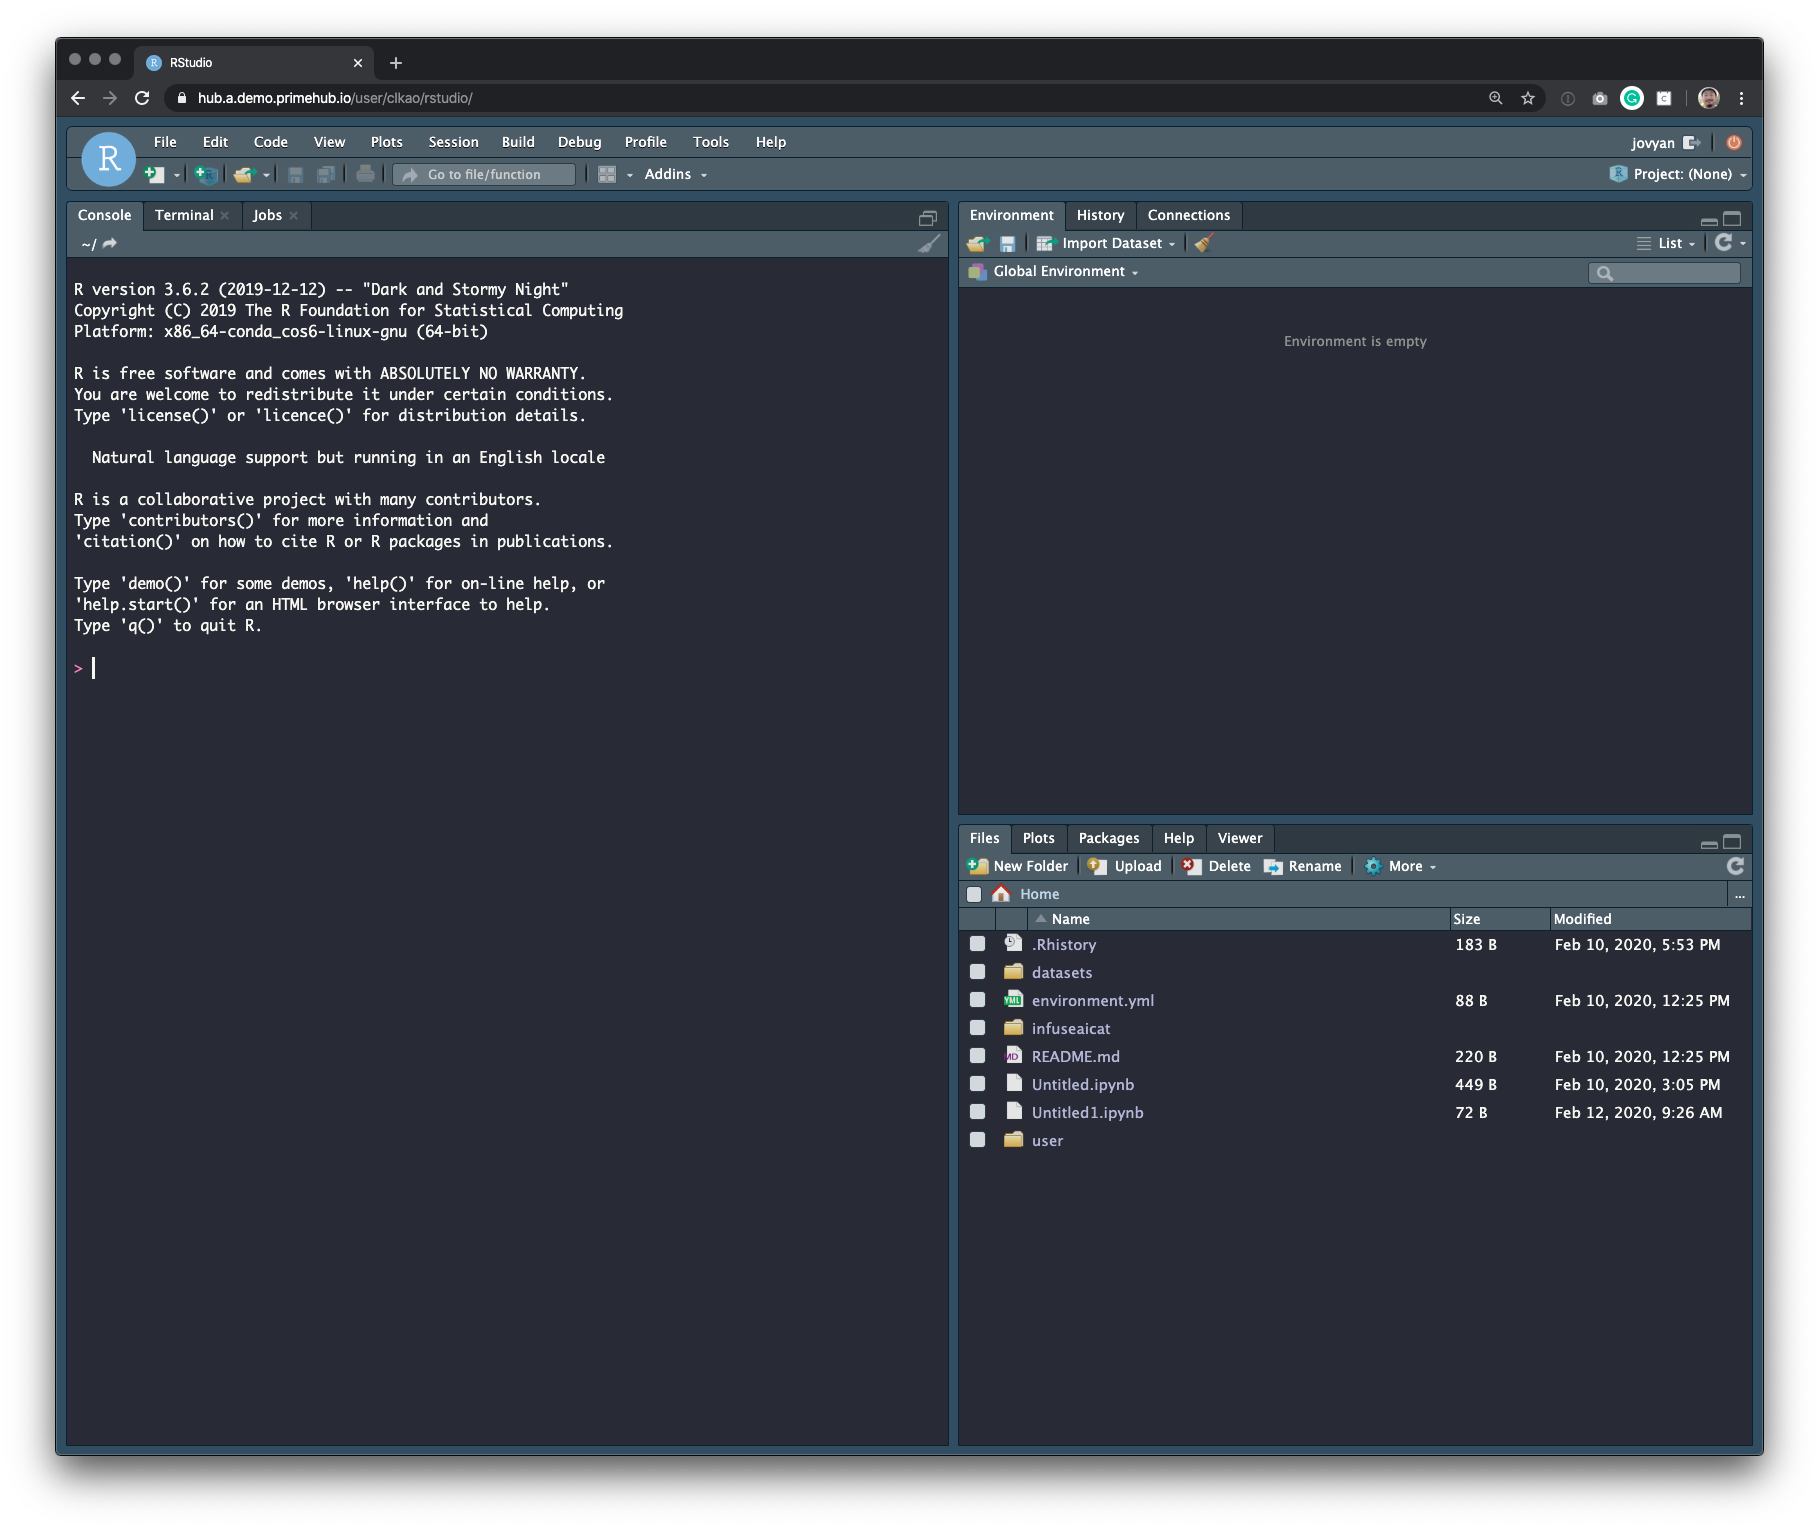 RStudio
hub.a.demo.primehub.io/user/clkao/rstudio/
R
File Edit Code View Plots Session Build Debug Profile Tools Help
jovyan
Go to file/function
Addins
Project: (None)
Console Terminal Jobs
~/
R version 3.6.2 (2019-12-12) -- "Dark and Stormy Night"
Copyright (C) 2019 The R Foundation for Statistical Computing
Platform: x86_64-conda_cos6-linux-gnu (64-bit)
R is free software and comes with ABSOLUTELY NO WARRANTY.
You are welcome to redistribute it under certain conditions.
Type 'license()' or 'licence()' for distribution details.
Natural language support but running in an English locale
R is a collaborative project with many contributors.
Type 'contributors()' for more information and
'citation()' on how to cite R or R packages in publications.
Type 'demo()' for some demos, 'help()' for on-line help, or
'help.start()' for an HTML browser interface to help.
Type 'q()' to quit R.
>
Environment History Connections
Import Dataset
List
Global Environment
Environment is empty
Files Plots Packages Help Viewer
New Folder Upload Delete Rename More
Home
...
Name Size Modified
.Rhistory 183 B Feb 10, 2020, 5:53 PM
datasets
YML environment.yml 88 B Feb 10, 2020, 12:25 PM
infuseaicat
MD README.md 220 B Feb 10, 2020, 12:25 PM
Untitled.ipynb 449 B Feb 10, 2020, 3:05 PM
Untitled1.ipynb 72 B Feb 12, 2020, 9:26 AM
user